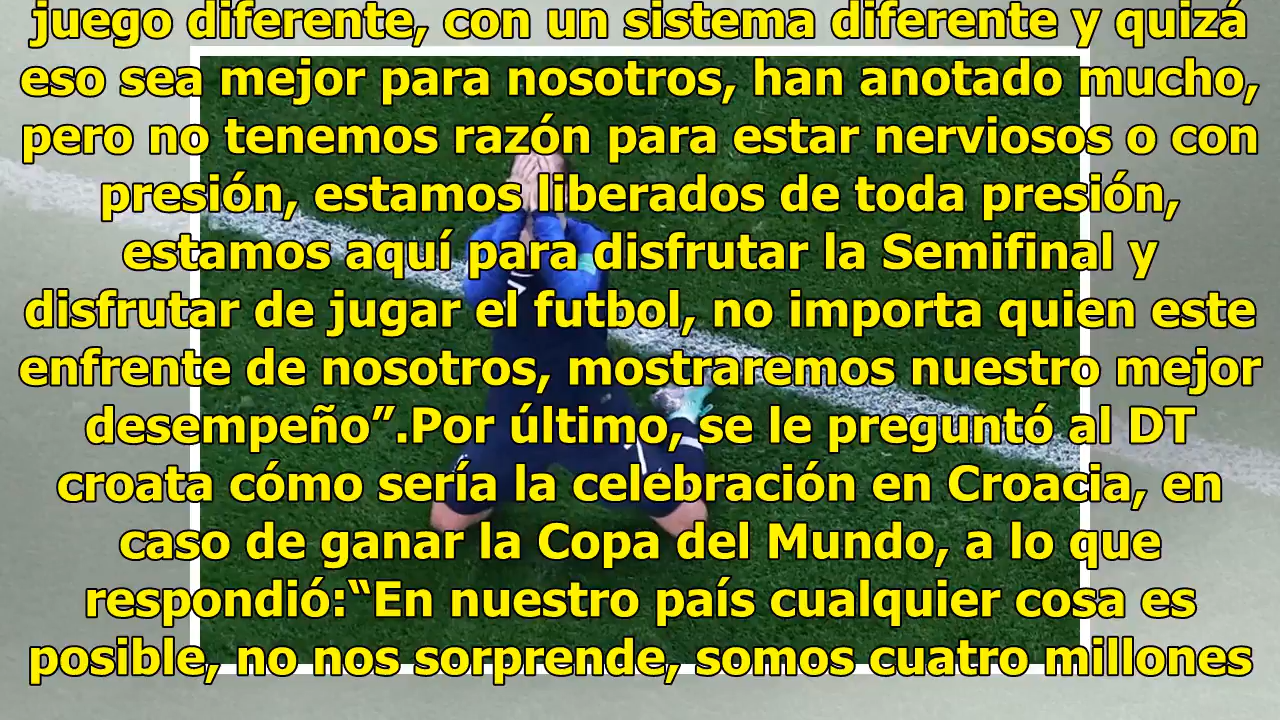 juego diferente, con un sistema diferente y quizá
eso sea mejor para nosotros, han anotado mucho,
pero no tenemos razón para estar nerviosos o con
presión, estamos liberados de toda presión,
estamos aquí para disfrutar la Semifinal y
disfrutar de jugar el futbol, no importa quien este
enfrente de nosotros, mostraremos nuestro mejor
desempeño”.Por último, se le preguntó al DT
croata cómo sería la celebración en Croacia, en
caso de ganar la Copa del Mundo, a lo que
respondió:“En nuestro país cualquier cosa es
posible, no nos sorprende, somos cuatro millones